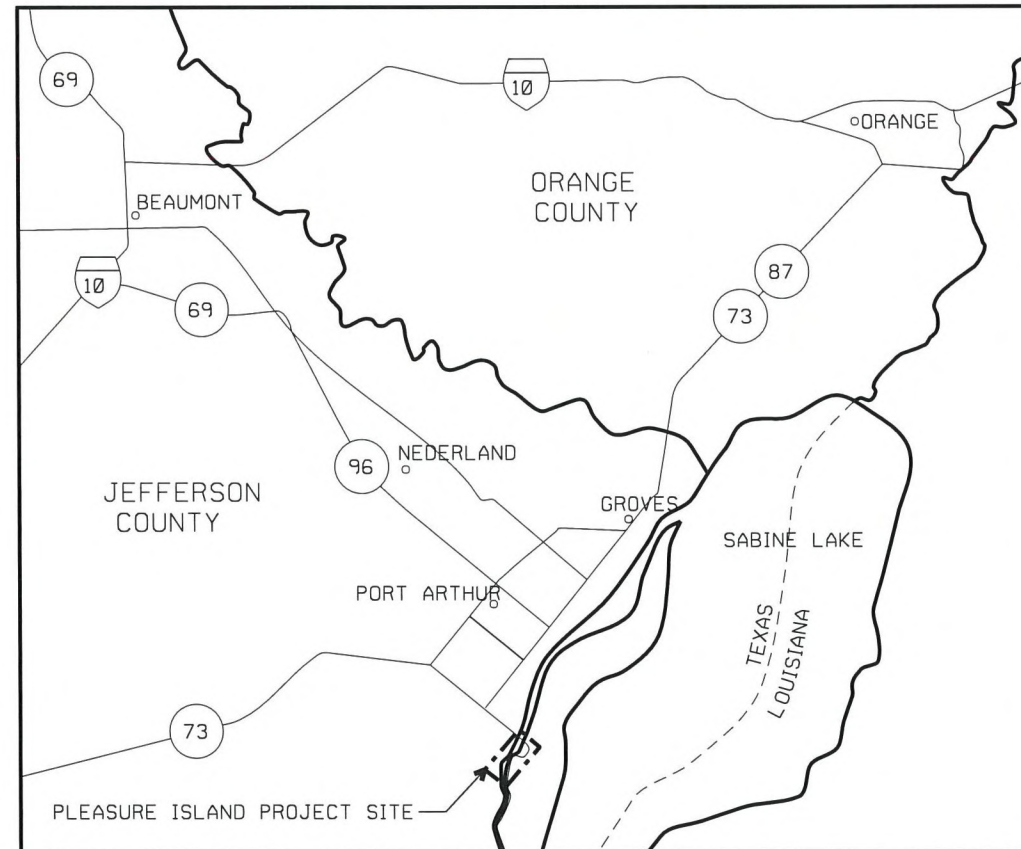 69
10
ORANGE
ORANGE
COUNTY
BEAUMONT
87
10
69
73
96
NEDERLAND
JEFFERSON
COUNTY
GROVES
SABINE LAKE
PORT ARTHUR
TEXAS
LOUISIANA
73
PLEASURE ISLAND PROJECT SITE